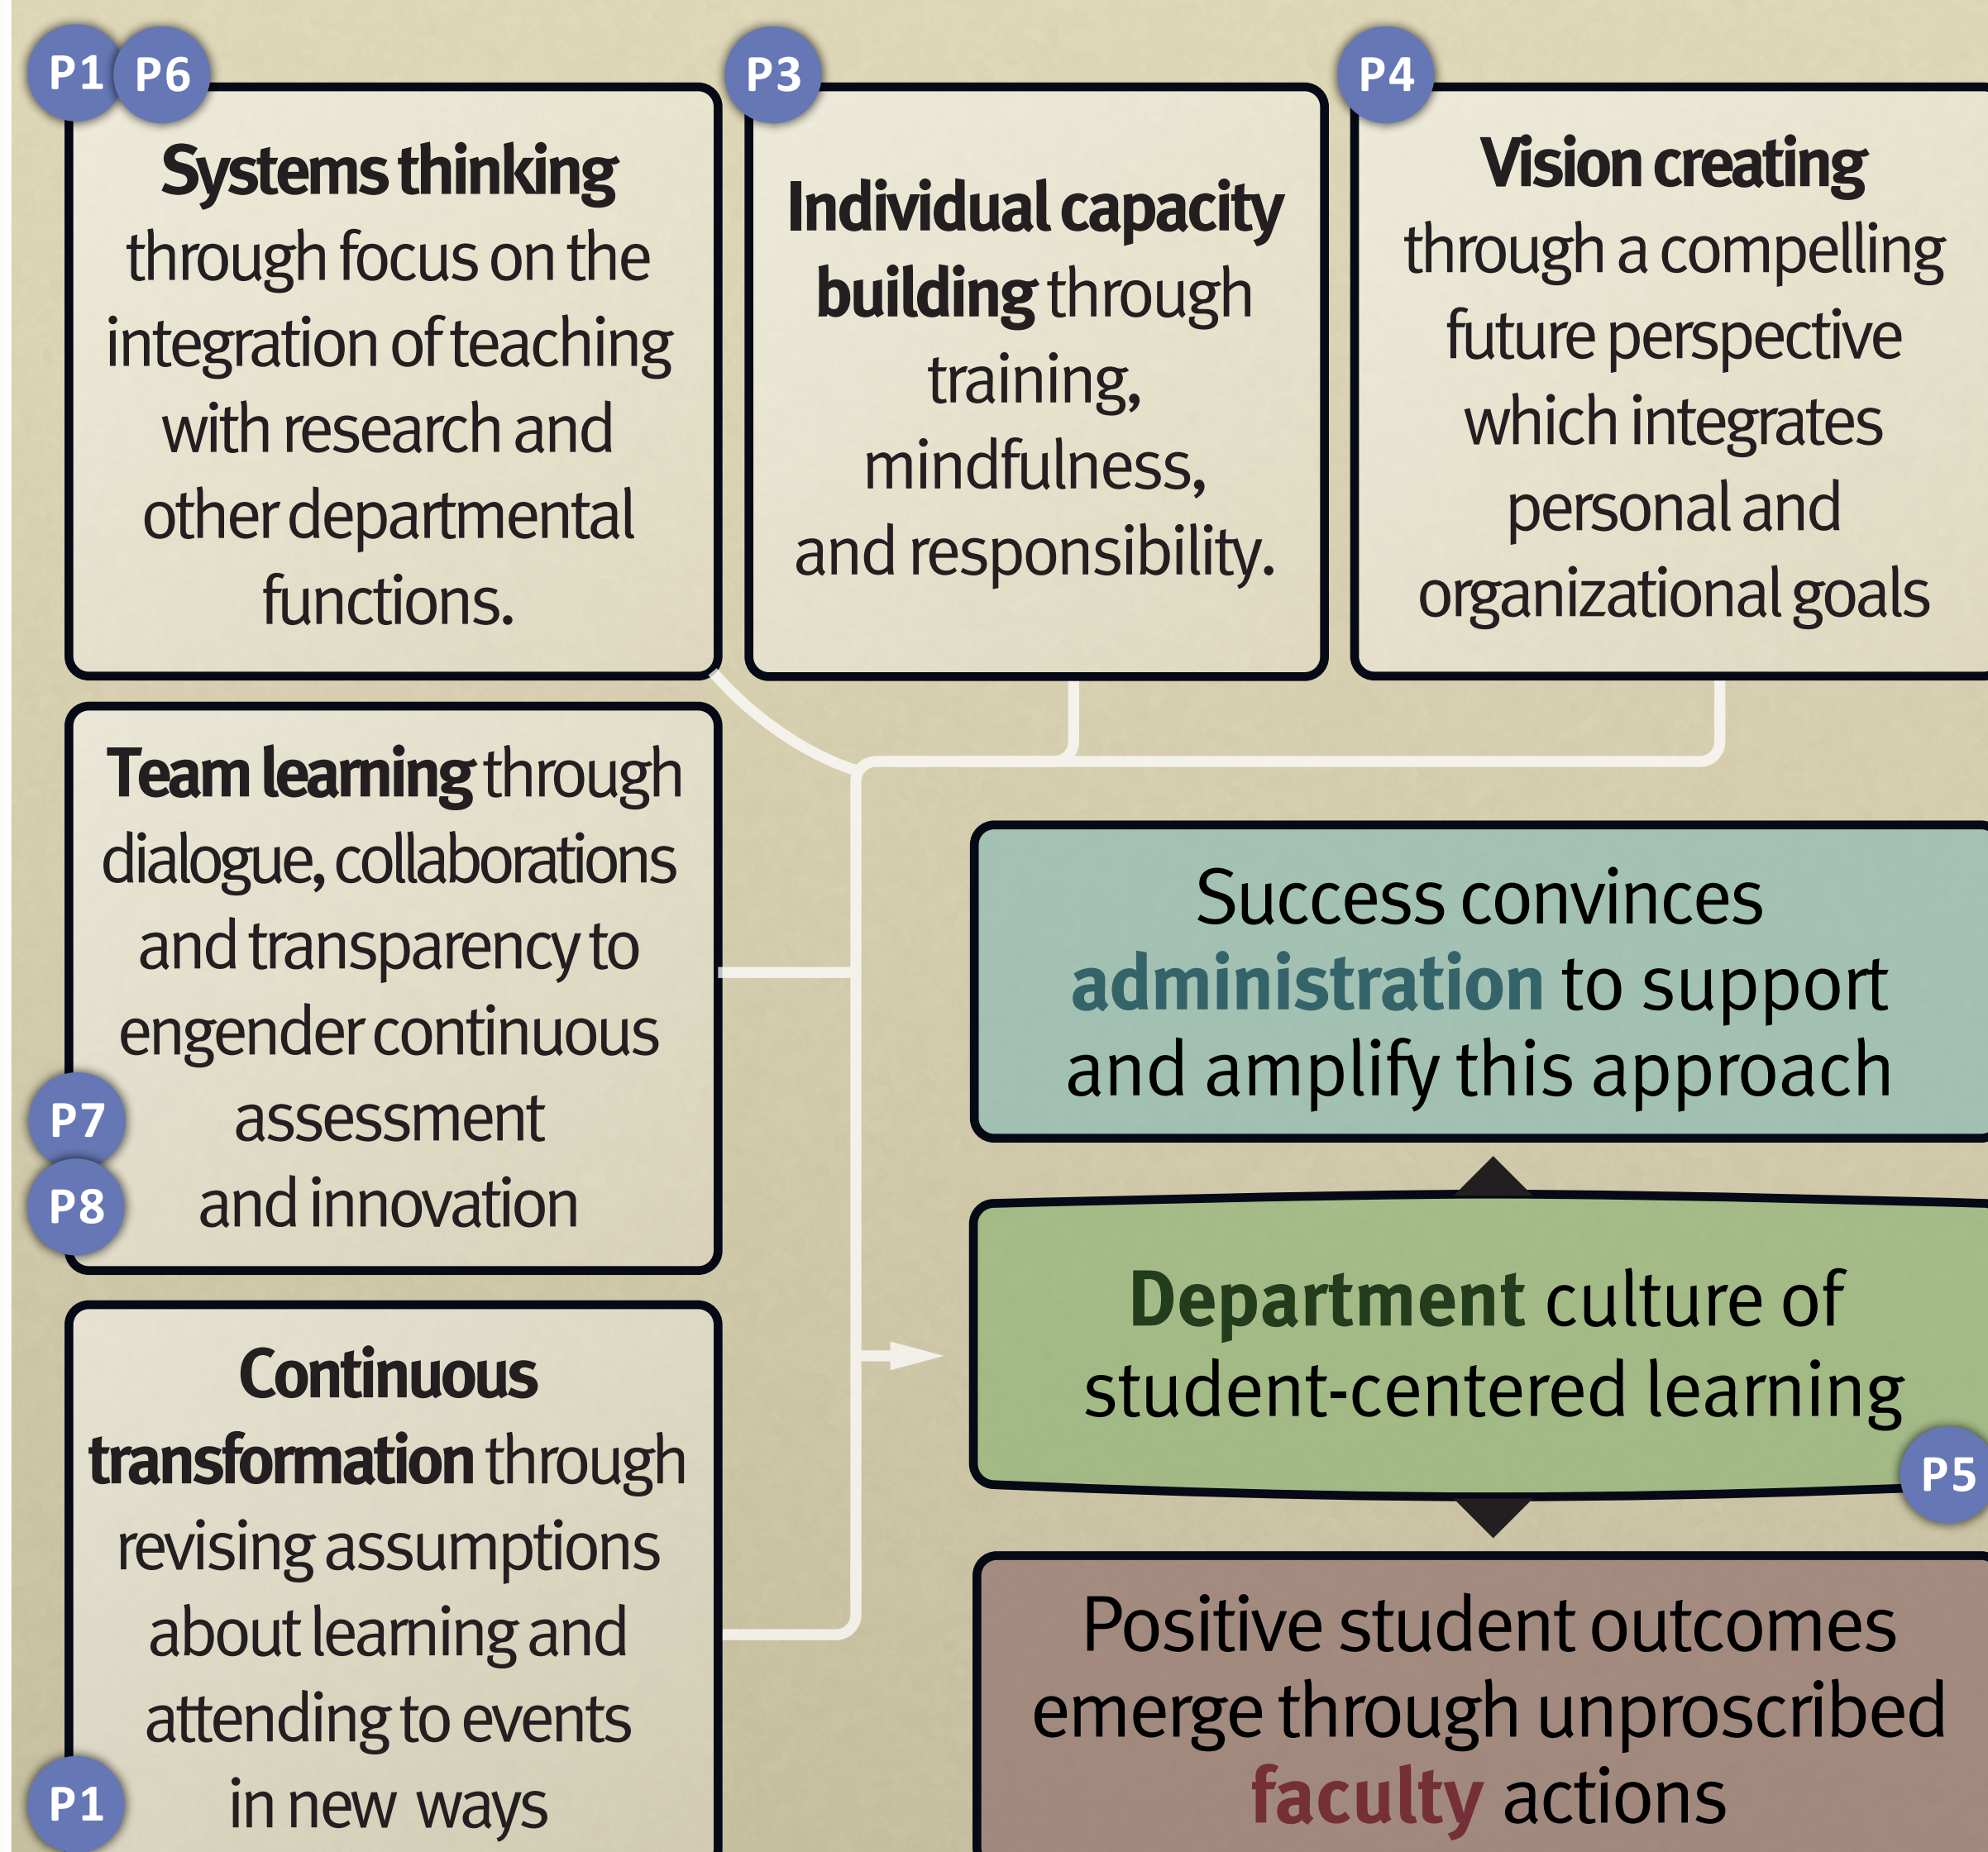 P1 P6
Systems thinking
through focus on the
integration of teaching
with research and
other departmental
functions.
P3
Individual capacity
building through
training,
mindfulness,
and responsibility.
P4
Vision creating
through a compelling
future perspective
which integrates
personal and
organizational goals
Team learning through
dialogue, collaborations
and transparency to
engender continuous
assessment
and innovation
P7
P8
Continuous
transformation through
revising assumptions
about learning and
attending to events
in new ways
P1
Success convinces
administration to support
and amplify this approach
Department culture of
student-centered learning
P5
Positive student outcomes
emerge through unproscribed
faculty actions